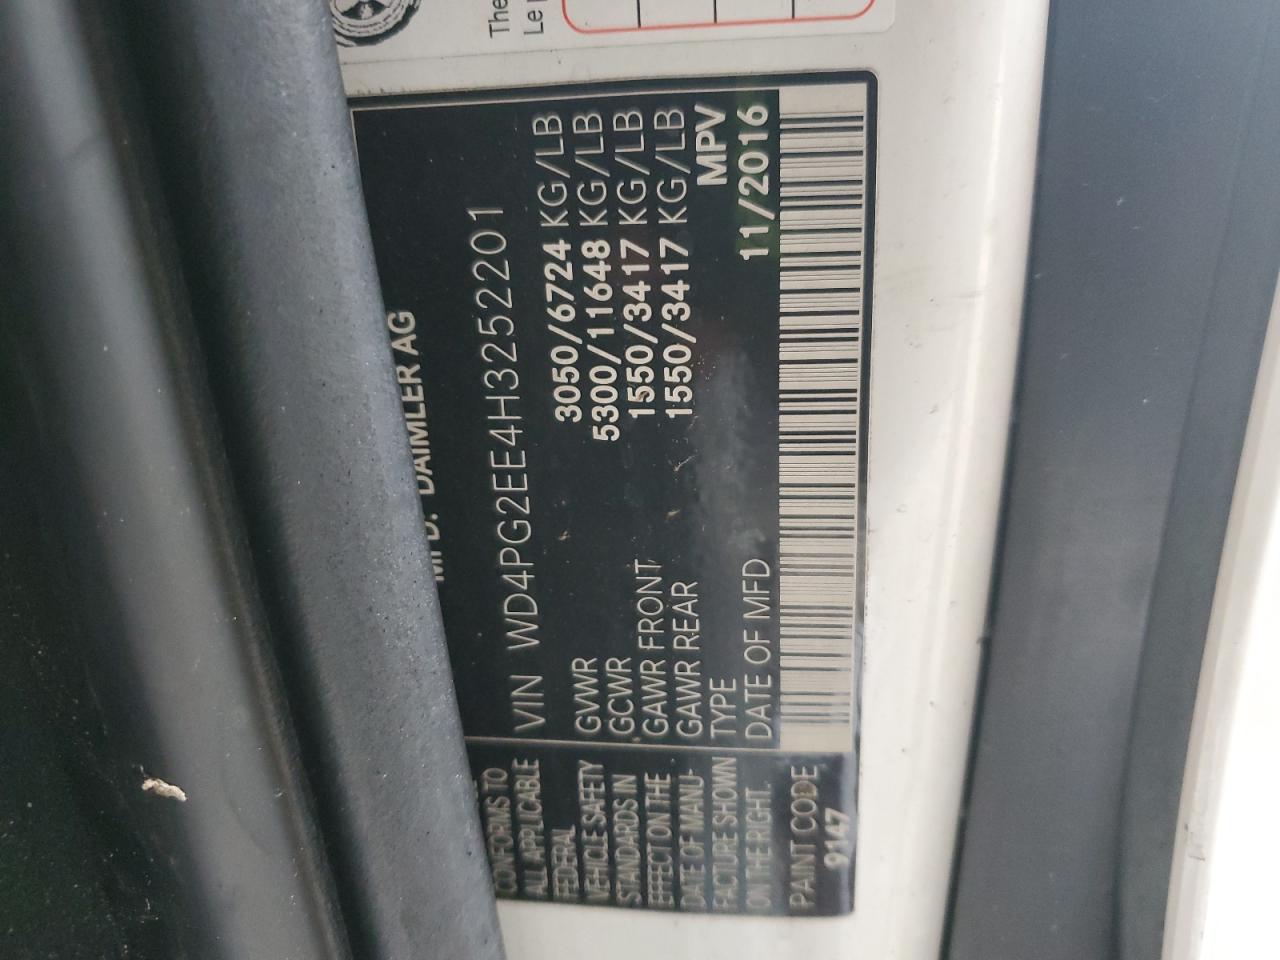 The
Le
MFD. DAIMLER AG
VIN WD4PG2EE4H3252201
GVWR 3050/6724 KG/LB
GCWR 5300/11648 KG/LB
GAWR FRONT 1550/3417 KG/LB
GAWR REAR 1550/3417 KG/LB
TYPE MPV
DATE OF MFD 11/2016
CONFORMS TO
ALL APPLICABLE
FEDERAL
VEHICLE SAFETY
STANDARDS IN
EFFECT ON THE
DATE OF MANU-
FACTURE SHOWN
ON THE RIGHT.
PAINT CODE
9147